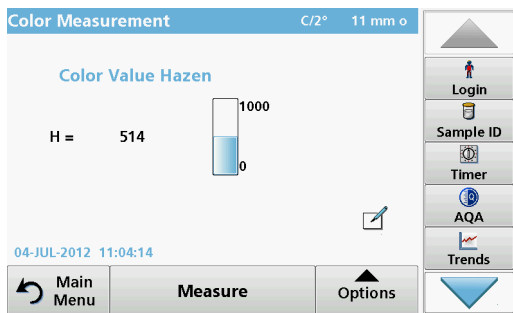 Color Measurement C/2° 11 mm o
Color Value Hazen
1000
H = 514
0
04-JUL-2012 11:04:14
Main Menu
Measure
Options
Login
Sample ID
Timer
AQA
Trends